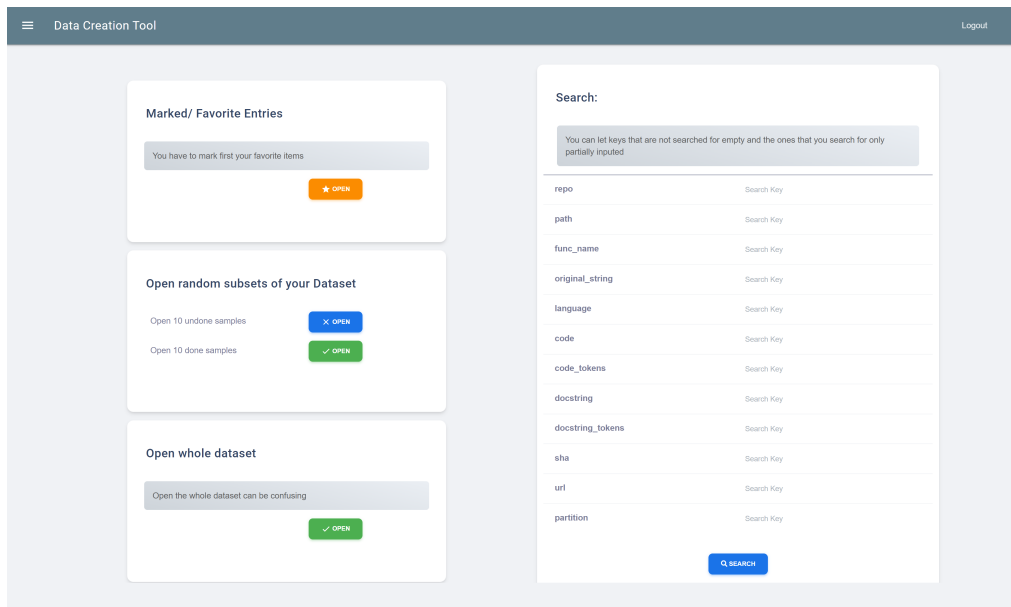 Data Creation Tool
Logout
Marked/ Favorite Entries
You have to mark first your favorite items
OPEN
Open random subsets of your Dataset
Open 10 undone samples
OPEN
Open 10 done samples
OPEN
Open whole dataset
Open the whole dataset can be confusing
OPEN
Search:
You can let keys that are not searched for empty and the ones that you search for only
partially inputed
repo Search Key
path Search Key
func_name Search Key
original_string Search Key
language Search Key
code Search Key
code_tokens Search Key
docstring Search Key
docstring_tokens Search Key
sha Search Key
url Search Key
partition Search Key
SEARCH